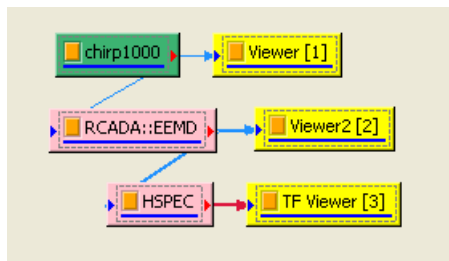 chirp1000 Viewer [1]
RCADA::EEMD Viewer2 [2]
HSPEC TF Viewer [3]